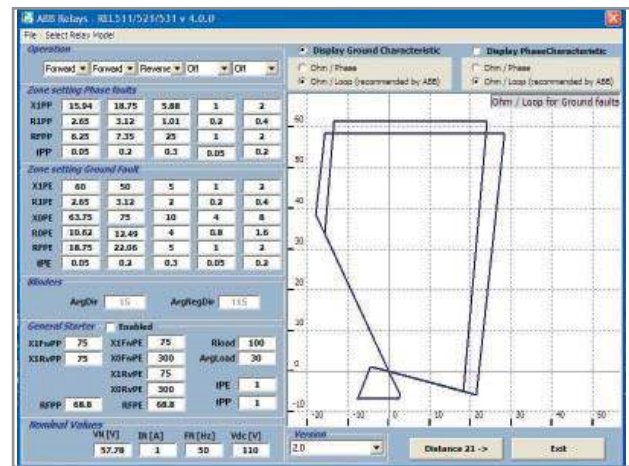 ABB Relays - REL511/521/531 v 4.0.0
File Select Relay Model
Operation
Forward Forward Reverse Off Off
Zone setting Phase faults
X1PP 15.94 18.75 5.88 1 2
R1PP 2.65 3.12 1.01 0.2 0.4
RFPP 6.25 7.35 25 1 2
tPP 0.05 0.2 0.3 0.05 0.2
Zone setting Ground Fault
X1PE 60 50 5 1 2
R1PE 2.65 3.12 2 0.2 0.4
X0PE 63.75 75 10 4 8
R0PE 10.62 12.49 4 0.8 1.6
RFPE 18.75 22.06 5 1 2
tPE 0.05 0.2 0.3 0.05 0.2
Blinders
ArgDir 15 ArgNegDir 115
General Starter Enabled
X1FwPP 75 X1FwPE 75 Rload 100
X1RvPP 75 X0FwPE 300 ArgLoad 30
X1RvPE 75
X0RvPE 300 tPE 1
RFPP 68.8 RFPE 68.8 tPP 1
Nominal Values
VN [V] IN [A] FN [Hz] Vdc [V]
57.78 1 50 110
Display Ground Characteristic
Ohm / Phase
Ohm / Loop (recommended by ABB)
Display PhaseCharacteristic
Ohm / Phase
Ohm / Loop (recommended by ABB)
Ohm / Loop for Ground faults
60
50
40
30
20
10
0
-10
-20 -10 0 10 20 30 40 50
Version
2.0
Distance 21 ->
Exit